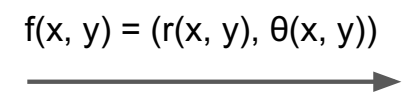 f(x, y) = (r(x, y), θ(x, y))